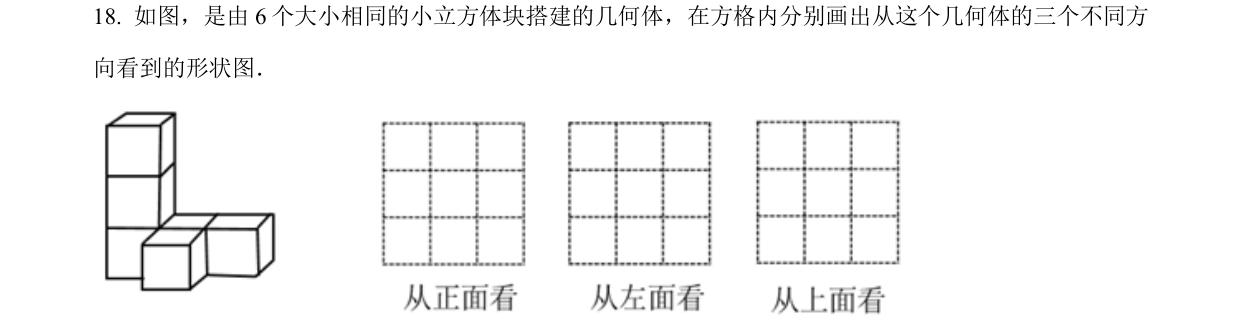 18. 如图，是由 6 个大小相同的小立方体块搭建的几何体，在方格内分别画出从这个几何体的三个不同方
向看到的形状图．
从正面看
从左面看
从上面看